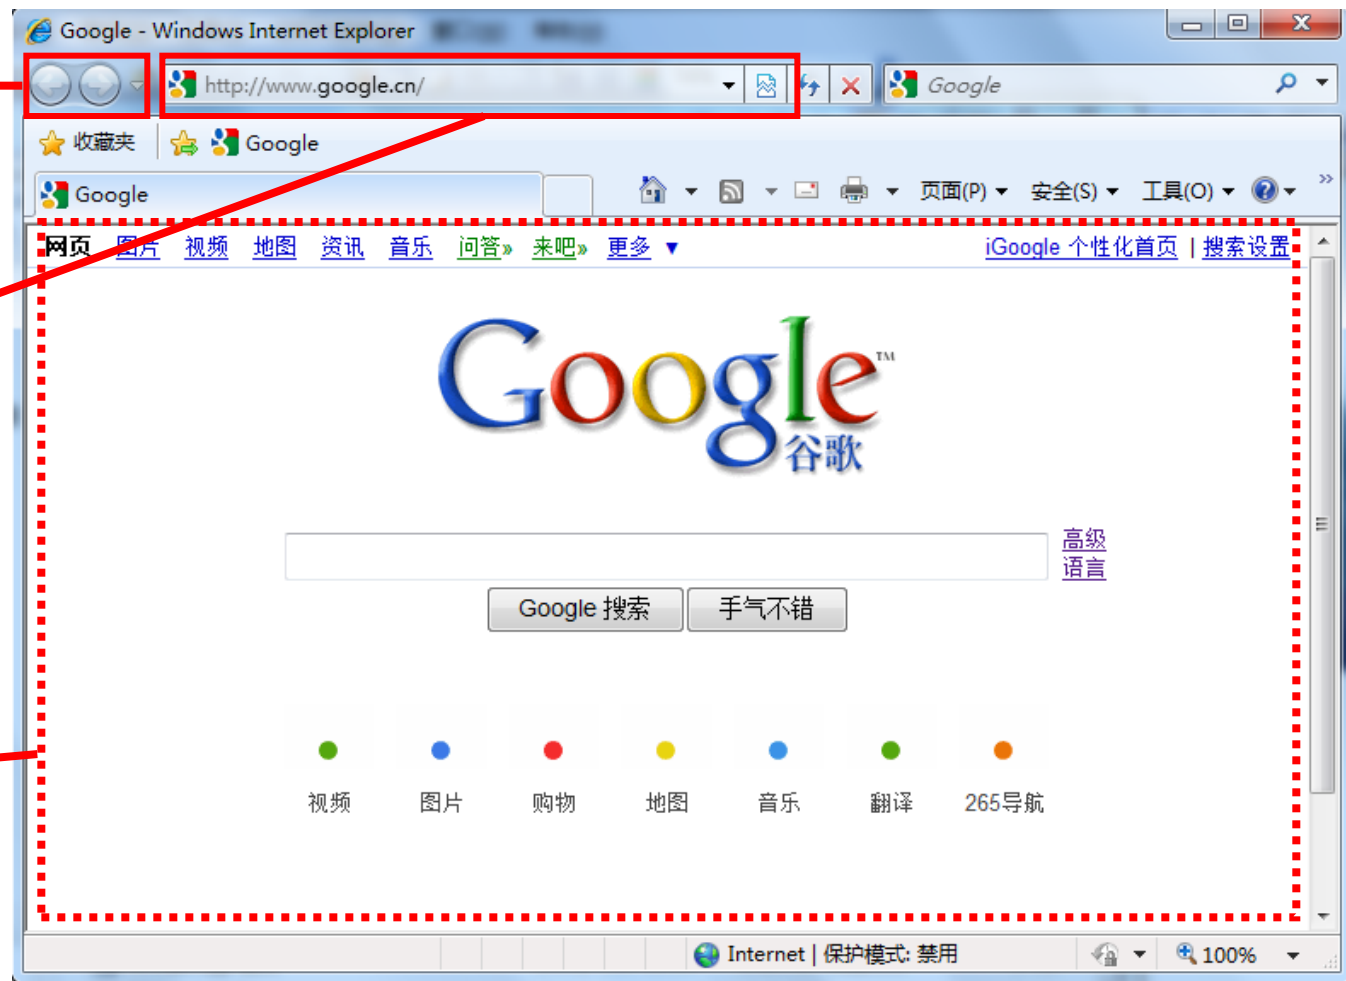 Google - Windows Internet Explorer
http://www.google.cn/
Google
收藏夹
Google
Google
页面(P)
安全(S)
工具(O)
网页 图片 视频 地图 资讯 音乐 问答» 来吧» 更多 ▼
iGoogle 个性化首页 | 搜索设置
Google™
谷歌
高级
语言
Google 搜索
手气不错
视频 图片 购物 地图 音乐 翻译 265导航
Internet | 保护模式: 禁用
100%